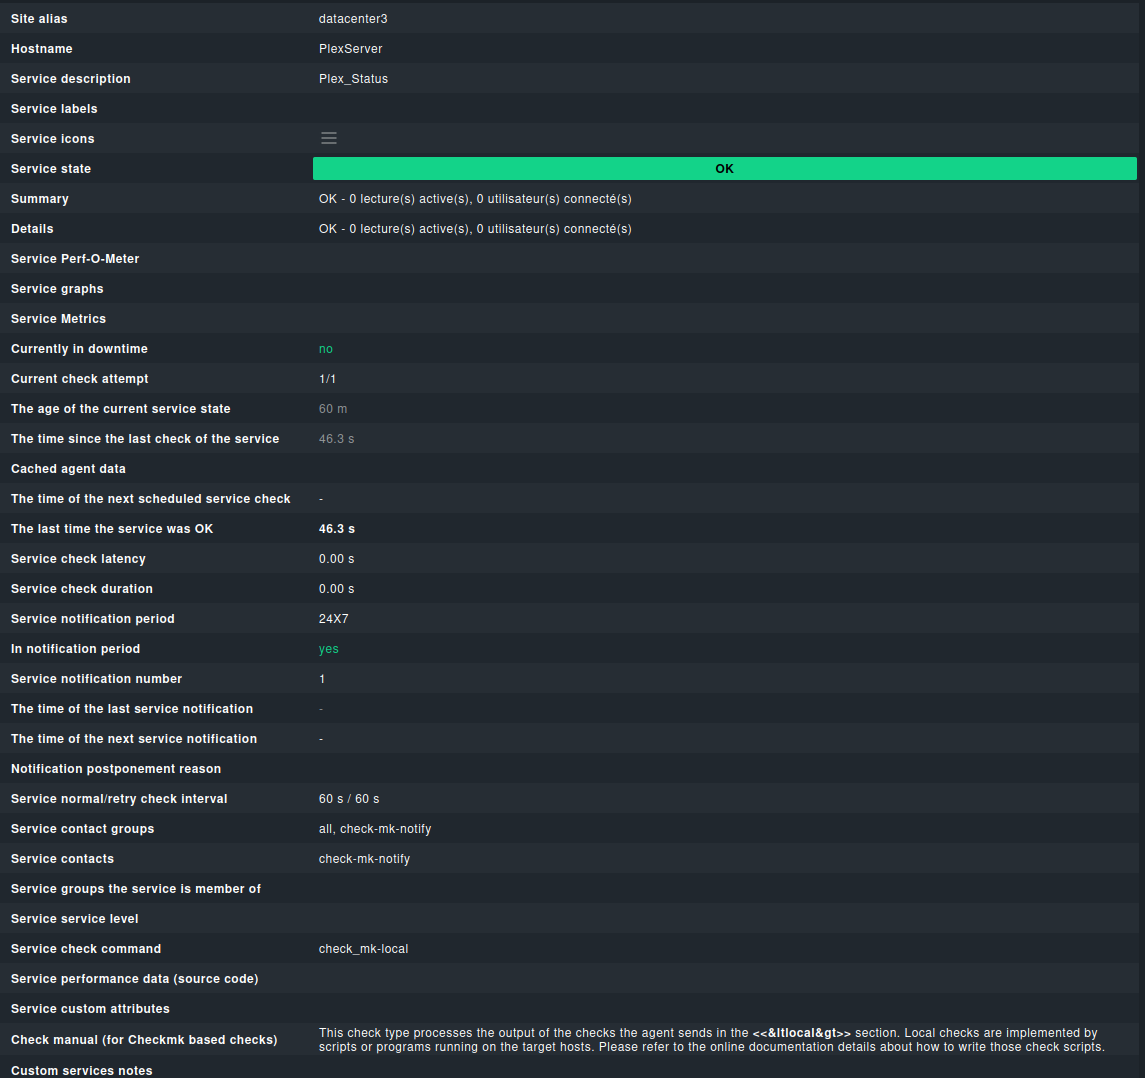 Site alias datacenter3
Hostname PlexServer
Service description Plex_Status
Service labels
Service icons
Service state OK
Summary OK - 0 lecture(s) active(s), 0 utilisateur(s) connecté(s)
Details OK - 0 lecture(s) active(s), 0 utilisateur(s) connecté(s)
Service Perf-O-Meter
Service graphs
Service Metrics
Currently in downtime no
Current check attempt 1/1
The age of the current service state 60 m
The time since the last check of the service 46.3 s
Cached agent data
The time of the next scheduled service check -
The last time the service was OK 46.3 s
Service check latency 0.00 s
Service check duration 0.00 s
Service notification period 24X7
In notification period yes
Service notification number 1
The time of the last service notification -
The time of the next service notification -
Notification postponement reason
Service normal/retry check interval 60 s / 60 s
Service contact groups all, check-mk-notify
Service contacts check-mk-notify
Service groups the service is member of
Service service level
Service check command check_mk-local
Service performance data (source code)
Service custom attributes
Check manual (for Checkmk based checks) This check type processes the output of the checks the agent sends in the <<&ltlocal&gt>> section. Local checks are implemented by
scripts or programs running on the target hosts. Please refer to the online documentation details about how to write those check scripts.
Custom services notes